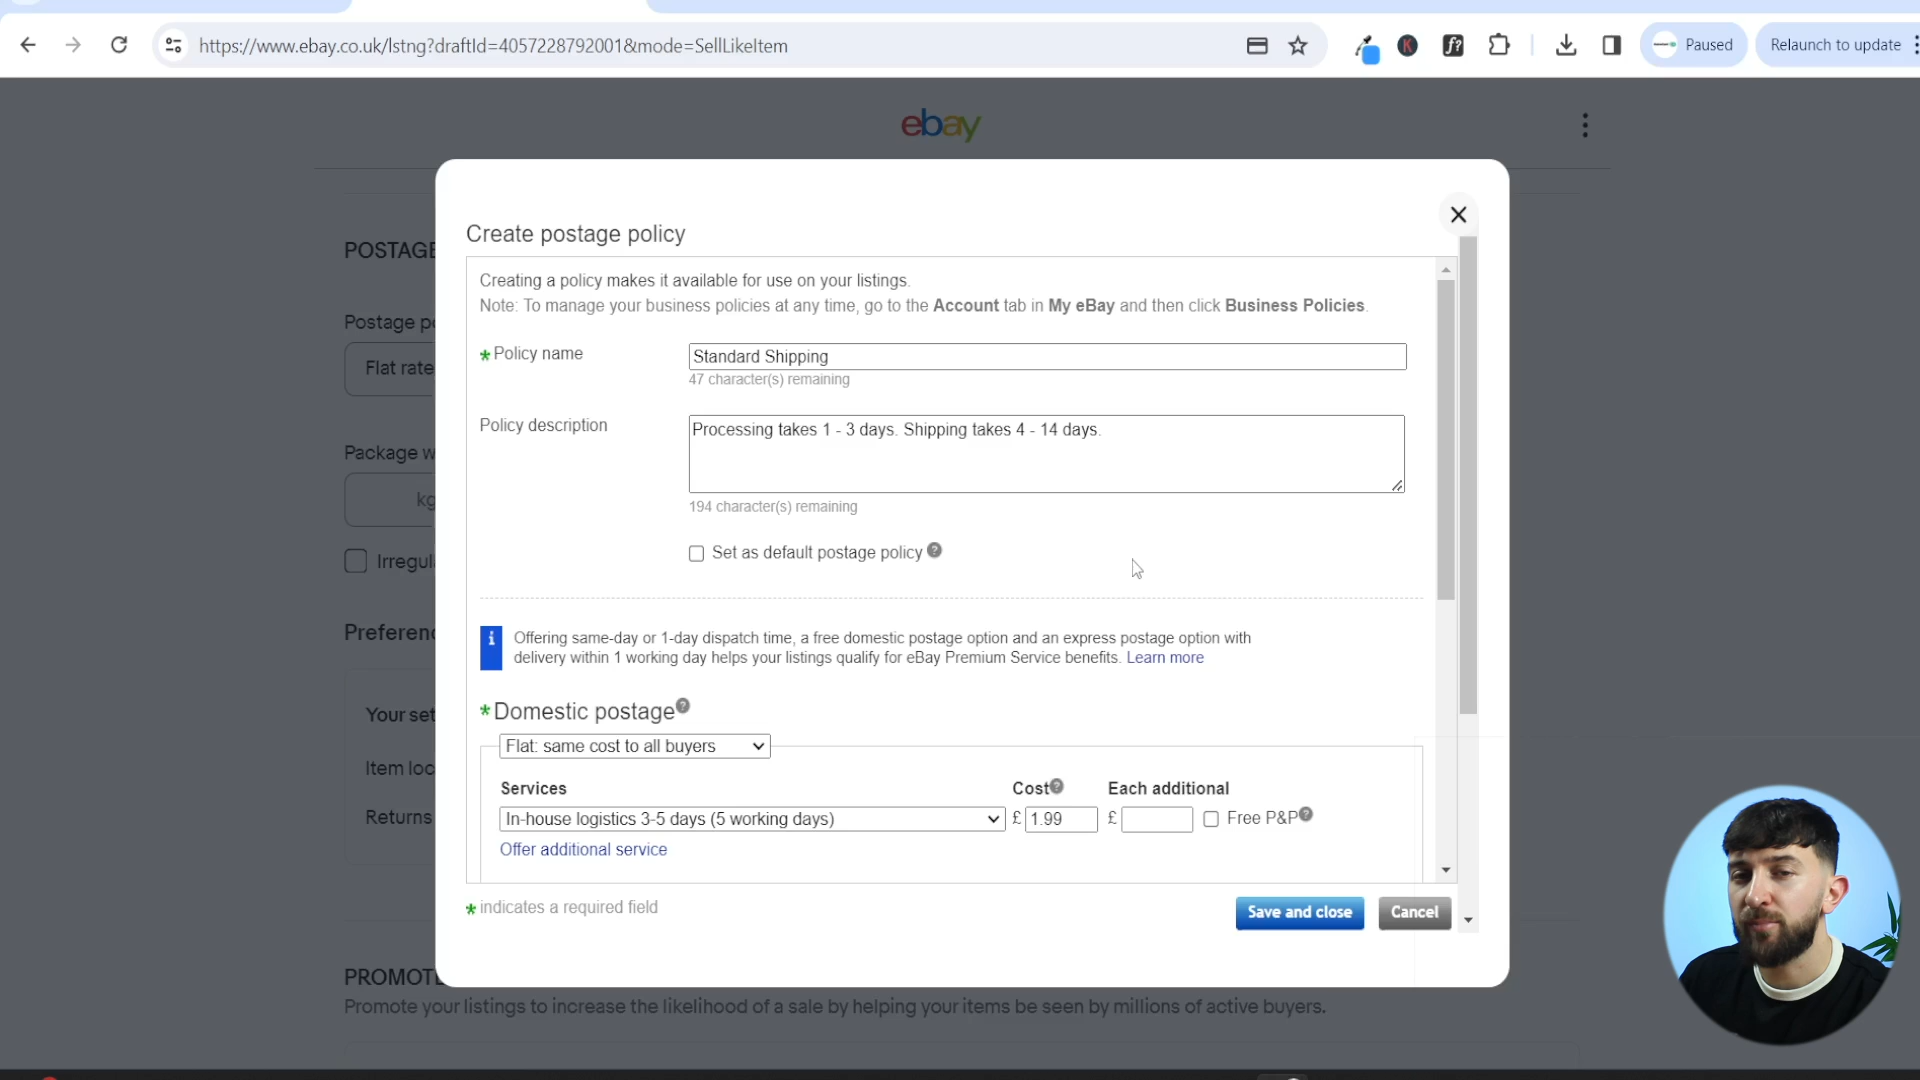 https://www.ebay.co.uk/lstng?draftId=4057228792001&mode=SellLikeItem
K
f?
Paused
Relaunch to update
ebay
POSTAGE
Flat rate
kg
Preferen
Your set
Item loc
Returns
Create postage policy
Creating a policy makes it available for use on your listings.
Note: To manage your business policies at any time, go to the Account tab in My eBay and then click Business Policies.
*Policy name
Standard Shipping
47 character(s) remaining
Policy description
Processing takes 1 - 3 days. Shipping takes 4 - 14 days.
194 character(s) remaining
Set as default postage policy ?
i
Offering same-day or 1-day dispatch time, a free domestic postage option and an express postage option with
delivery within 1 working day helps your listings qualify for eBay Premium Service benefits. Learn more
*Domestic postage ?
Flat: same cost to all buyers
Services Cost ? Each additional
In-house logistics 3-5 days (5 working days) £ 1.99 £ Free P&P ?
Offer additional service
* indicates a required field
Save and close
Cancel
PROMOTE
Promote your listings to increase the likelihood of a sale by helping your items be seen by millions of active buyers.